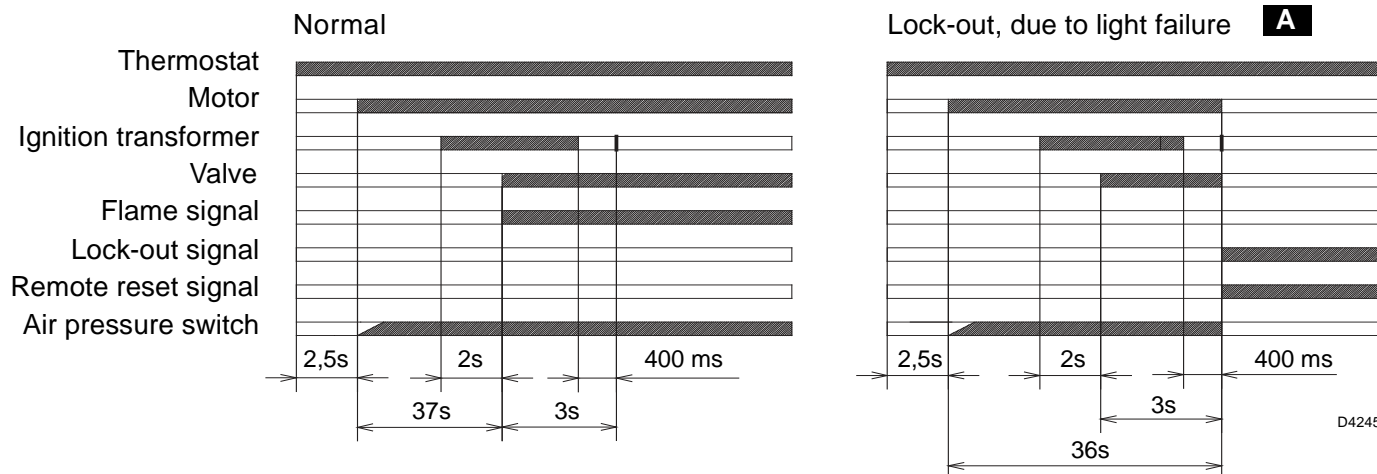 Normal
Lock-out, due to light failure A
Thermostat
Motor
Ignition transformer
Valve
Flame signal
Lock-out signal
Remote reset signal
Air pressure switch
2,5s 2s 400 ms
37s 3s
2,5s 2s 400 ms
3s
36s
D4245